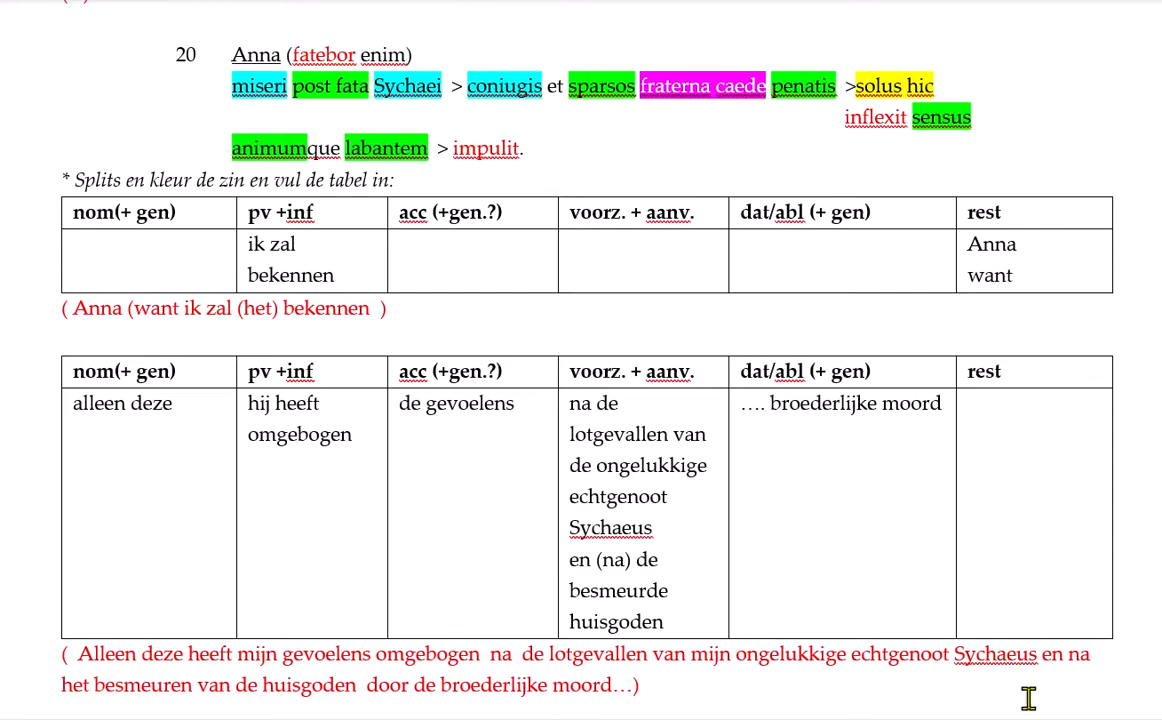 20 Anna (fatebor enim)
miseri post fata Sychaei > coniugis et sparsos fraterna caede penatis >solus hic
inflexit sensus
animumque labantem > impulit.
* Splits en kleur de zin en vul de tabel in:
nom(+ gen) pv +inf acc (+gen.?) voorz. + aanv. dat/abl (+ gen) rest
ik zal Anna
bekennen want
( Anna (want ik zal (het) bekennen )
nom(+ gen) pv +inf acc (+gen.?) voorz. + aanv. dat/abl (+ gen) rest
alleen deze hij heeft de gevoelens na de …. broederlijke moord
omgebogen lotgevallen van
de ongelukkige
echtgenoot
Sychaeus
en (na) de
besmeurde
huisgoden
( Alleen deze heeft mijn gevoelens omgebogen na de lotgevallen van mijn ongelukkige echtgenoot Sychaeus en na
het besmeuren van de huisgoden door de broederlijke moord…)